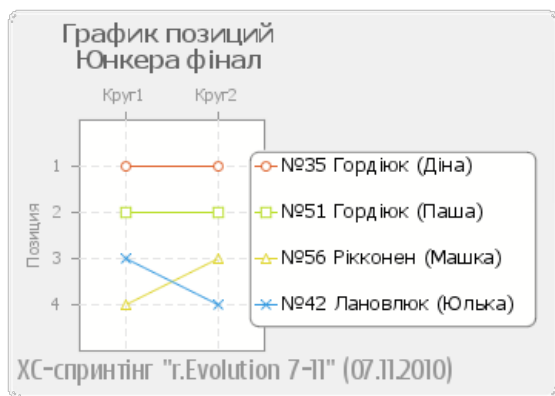 График позиций
Юнкера фінал
Круг1 Круг2
Позиция
1
2
3
4
№35 Гордіюк (Діна)
№51 Гордіюк (Паша)
№56 Рікконен (Машка)
№42 Лановлюк (Юлька)
ХС-спринтінг "r.Evolution 7-11" (07.11.2010)